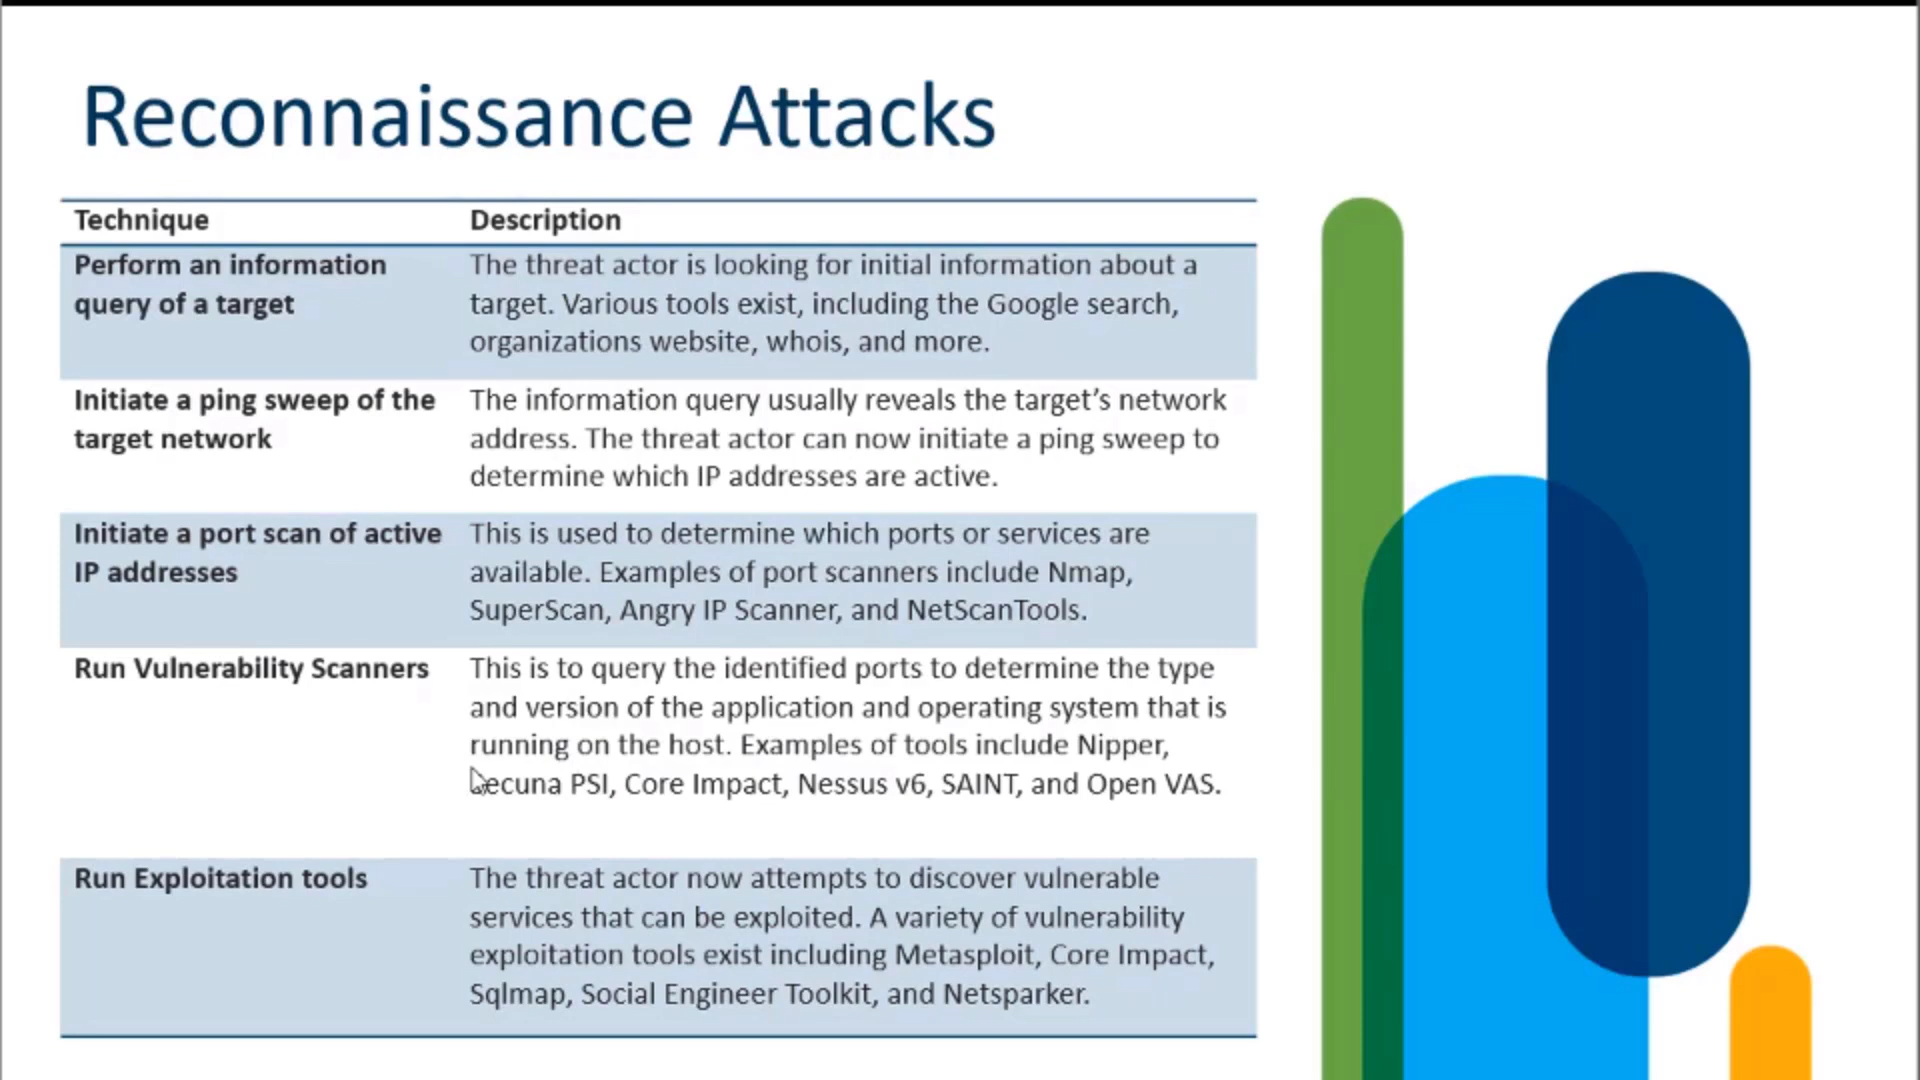 Reconnaissance Attacks
Technique Description
Perform an information
query of a target
The threat actor is looking for initial information about a
target. Various tools exist, including the Google search,
organizations website, whois, and more.
Initiate a ping sweep of the
target network
The information query usually reveals the target’s network
address. The threat actor can now initiate a ping sweep to
determine which IP addresses are active.
Initiate a port scan of active
IP addresses
This is used to determine which ports or services are
available. Examples of port scanners include Nmap,
SuperScan, Angry IP Scanner, and NetScanTools.
Run Vulnerability Scanners
This is to query the identified ports to determine the type
and version of the application and operating system that is
running on the host. Examples of tools include Nipper,
PSI, Core Impact, Nessus v6, SAINT, and Open VAS.
Run Exploitation tools
The threat actor now attempts to discover vulnerable
services that can be exploited. A variety of vulnerability
exploitation tools exist including Metasploit, Core Impact,
Sqlmap, Social Engineer Toolkit, and Netsparker.